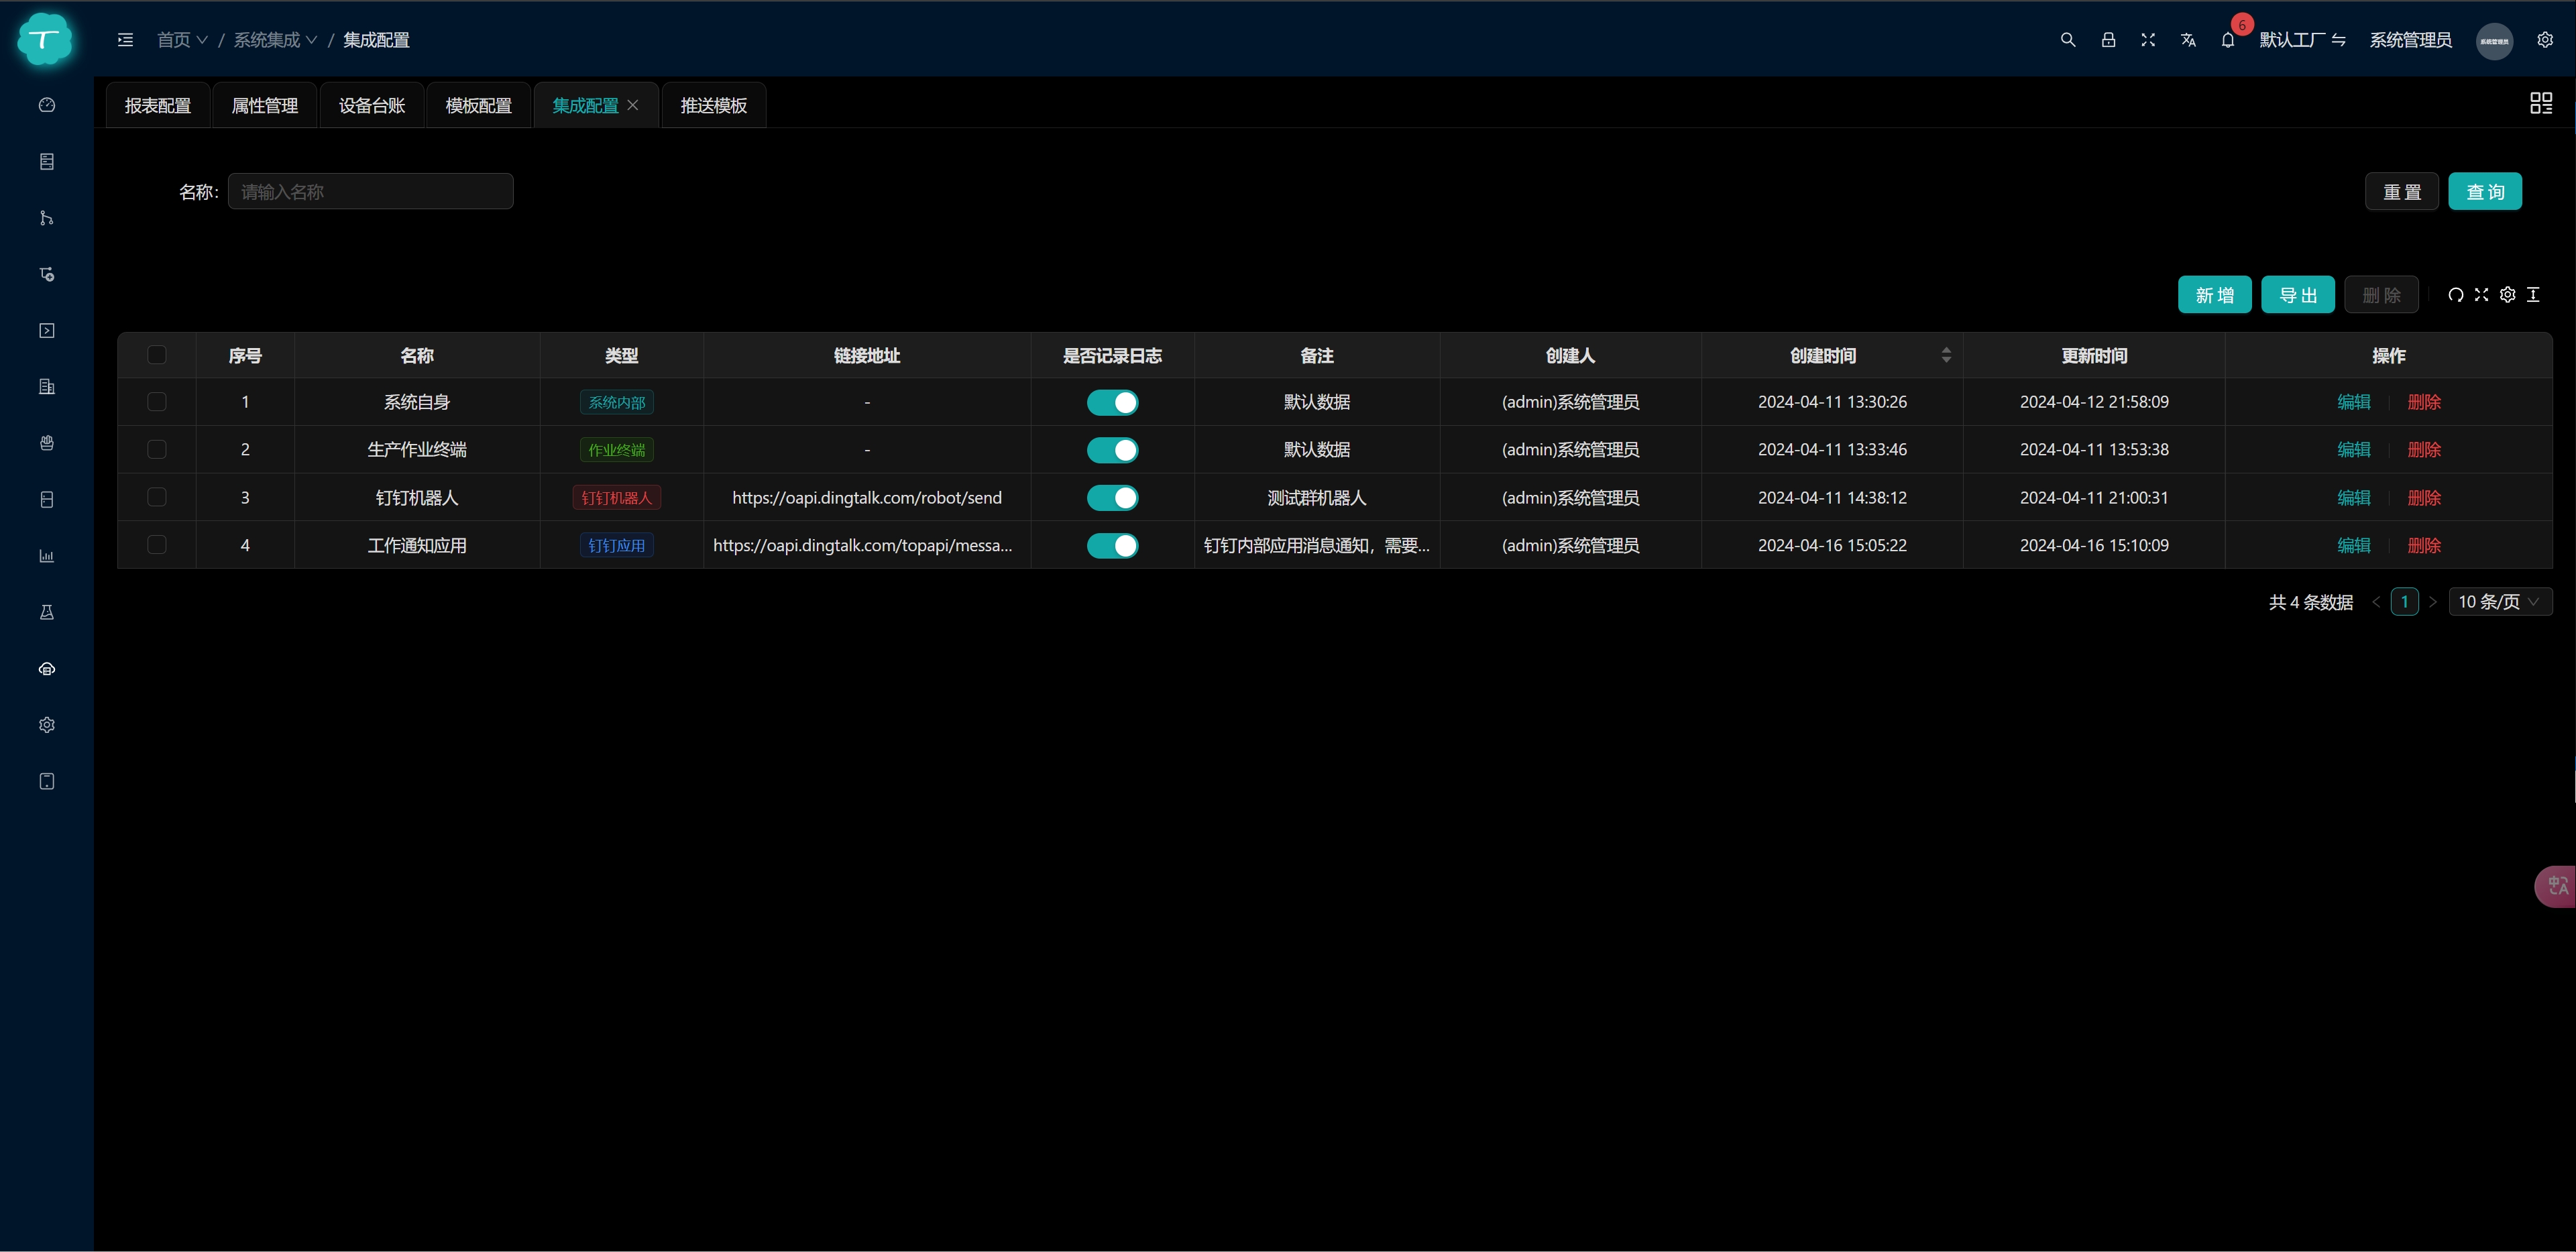 T
首页 / 系统集成 / 集成配置
6
默认工厂 系统管理员 系统管理员
报表配置 属性管理 设备台账 模板配置 集成配置 推送模板
名称: 请输入名称 重 置 查 询
新 增 导 出 删 除
序号 名称 类型 链接地址 是否记录日志 备注 创建人 创建时间 更新时间 操作
1 系统自身 系统内部 - 默认数据 (admin)系统管理员 2024-04-11 13:30:26 2024-04-12 21:58:09 编辑 删除
2 生产作业终端 作业终端 - 默认数据 (admin)系统管理员 2024-04-11 13:33:46 2024-04-11 13:53:38 编辑 删除
3 钉钉机器人 钉钉机器人 https://oapi.dingtalk.com/robot/send 测试群机器人 (admin)系统管理员 2024-04-11 14:38:12 2024-04-11 21:00:31 编辑 删除
4 工作通知应用 钉钉应用 https://oapi.dingtalk.com/topapi/messa... 钉钉内部应用消息通知，需要... (admin)系统管理员 2024-04-16 15:05:22 2024-04-16 15:10:09 编辑 删除
共 4 条数据 < 1 > 10 条/页
中A